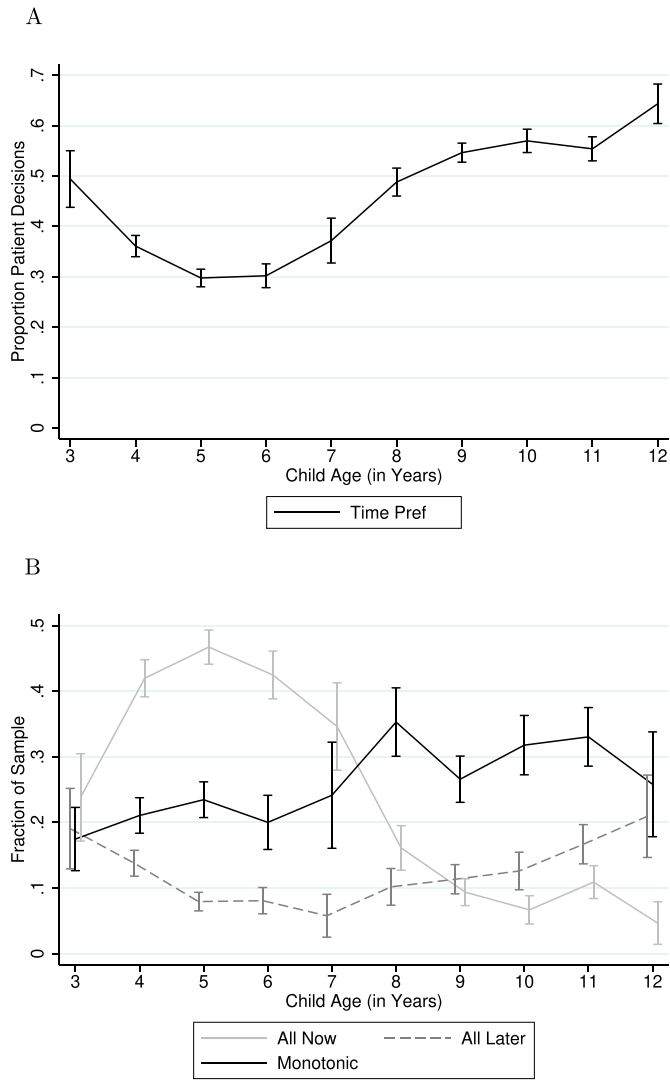 A
Proportion Patient Decisions
.7
.6
.5
.4
.3
.2
.1
0
3 4 5 6 7 8 9 10 11 12
Child Age (in Years)
Time Pref
B
Fraction of Sample
.5
.4
.3
.2
.1
0
3 4 5 6 7 8 9 10 11 12
Child Age (in Years)
All Now All Later
Monotonic